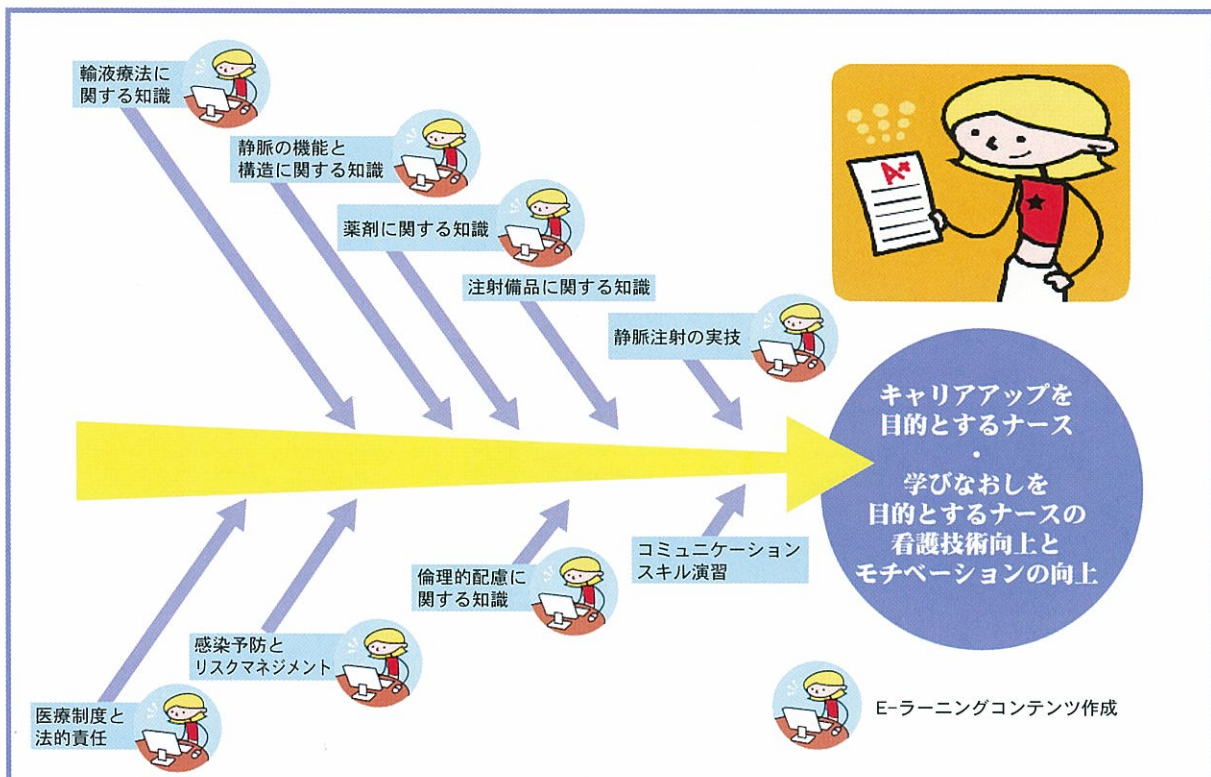 輸液療法に
関する知識
静脈の機能と
構造に関する知識
薬剤に関する知識
注射備品に関する知識
静脈注射の実技
A+
キャリアアップを
目的とするナース
・
学びなおしを
目的とするナースの
看護技術向上と
モチベーションの向上
コミュニケーション
スキル演習
倫理的配慮に
関する知識
感染予防と
リスクマネジメント
医療制度と
法的責任
E-ラーニングコンテンツ作成